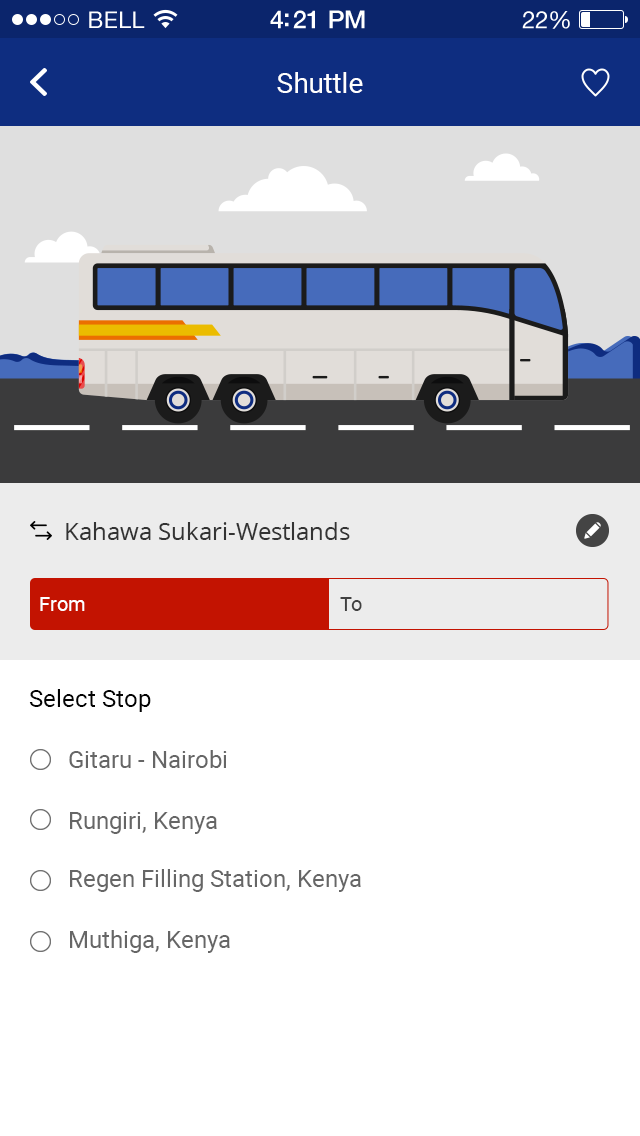 BELL 4:21 PM 22%
Shuttle
Kahawa Sukari-Westlands
From To
Select Stop
Gitaru - Nairobi
Rungiri, Kenya
Regen Filling Station, Kenya
Muthiga, Kenya